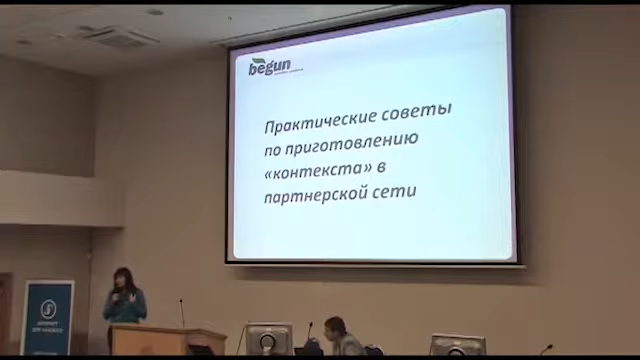 begun
Практические советы
по приготовлению
«контекста» в
партнерской сети